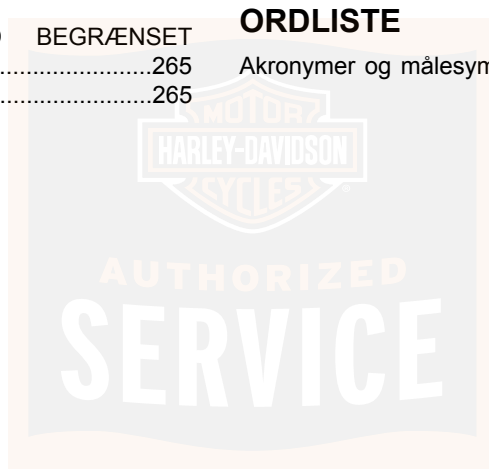 BEGRÆNSET
........................265
........................265
ORDLISTE
Akronymer og målesym
MOTOR
HARLEY-DAVIDSON
CYCLES
®
AUTHORIZED
SERVICE